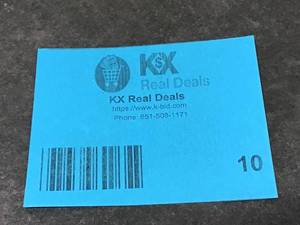 K$X
Real Deals
KX Real Deals
https://www.k-bid.com
Phone: 651-508-1171
10